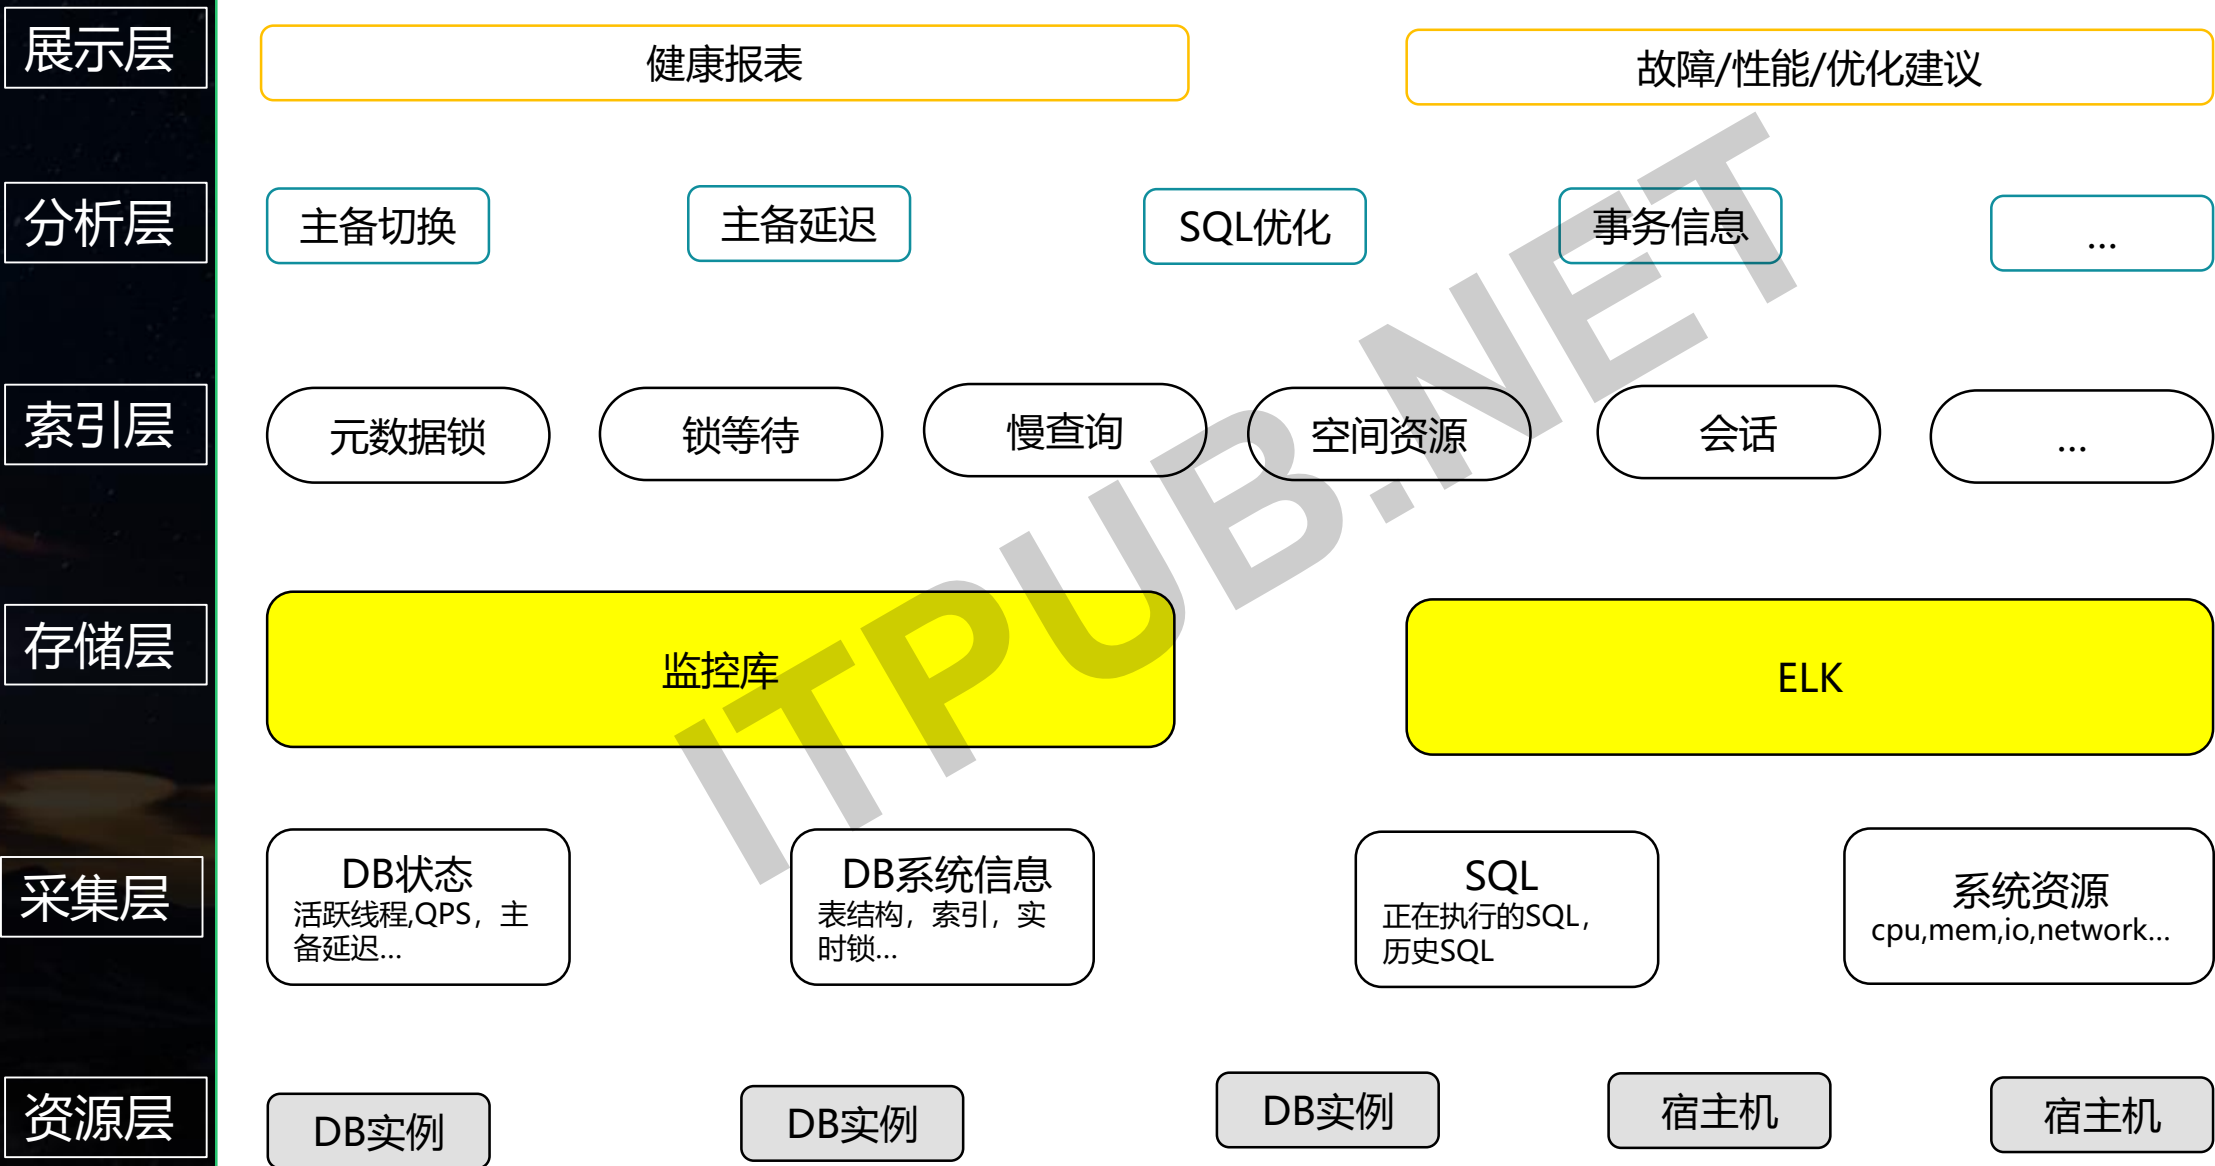 展示层
健康报表
故障/性能/优化建议
分析层
主备切换
主备延迟
SQL优化
事务信息
...
索引层
元数据锁
锁等待
慢查询
空间资源
会话
...
存储层
监控库
ELK
采集层
DB状态
活跃线程,QPS，主
备延迟...
DB系统信息
表结构，索引，实
时锁...
SQL
正在执行的SQL，
历史SQL
系统资源
cpu,mem,io,network...
资源层
DB实例
DB实例
DB实例
宿主机
宿主机
ITPUB.NET